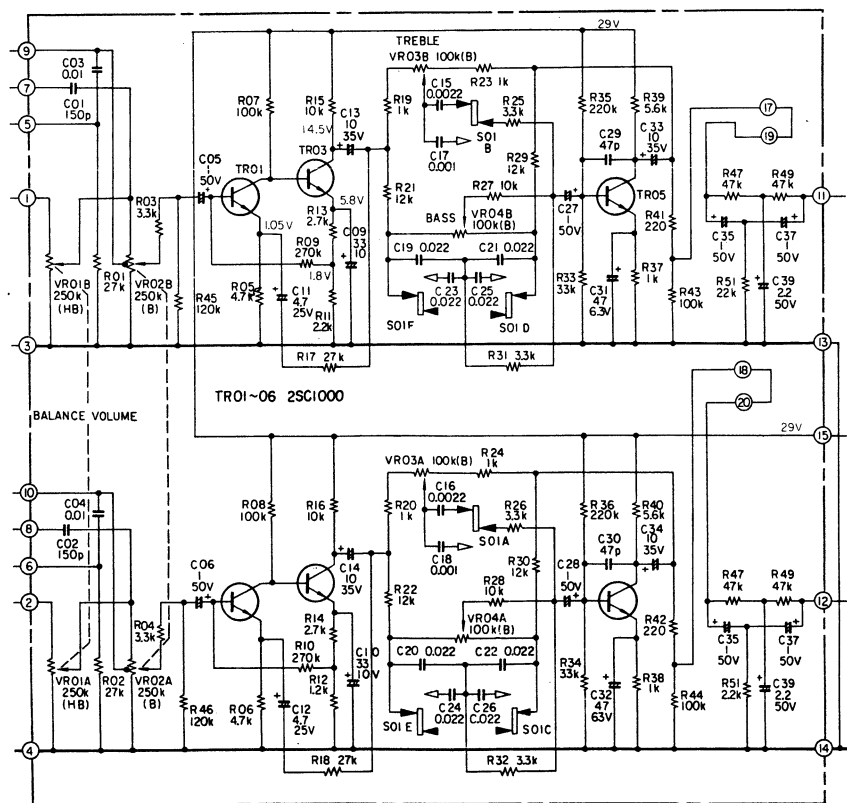 29V
TREBLE
VR03B 100k(B)
R23 1k
9
C03
0.01
7
C01
150p
5
R07
100k
R15
10k
C13
10
35V
14.5V
R19
1k
C15
0.0022
R25
3.3k
S01
B
C17
0.001
R35
220k
R39
5.6k
C29
47p
C33
10
35V
17
19
R29
12k
C05
1
50V
TR01
TR03
R21
12k
R27 10k
TR05
R47
47k
R49
47k
11
1
R03
3.3k
5.8V
R13
2.7k
BASS
VR04B
100k(B)
C27
1
50V
R41
220
1.05V
R09
270k
C09
33
10
C19 0.022
C21 0.022
C35
1
50V
C37
1
50V
1.8V
VR01B
250k
(HB)
R01
27k
VR02B
250k
(B)
R45
120k
R05
4.7k
C11
4.7
25V
R11
2.2k
C23
0.022
C25
0.022
R33
33k
C31
47
6.3V
R37
1k
R43
100k
R51
22k
C39
2.2
50V
S01F
S01D
3
R17 27k
R31 3.3k
13
TR01~06 2SC1000
18
20
BALANCE VOLUME
29V
15
VR03A 100k(B)
R24
1k
10
C04
0.01
8
C02
150p
6
R08
100k
R16
10k
R20
1k
C16
0.0022
R26
3.3k
S01A
C18
0.001
R36
220k
R40
5.6k
C30
47p
C34
10
35V
C14
10
35V
R30
12k
C06
1
50V
R22
12k
R28
10k
C28
1
50V
R47
47k
R49
47k
12
2
R04
3.3k
R14
2.7k
VR04A
100k(B)
R42
220
R10
270k
C10
33
10V
C20 0.022
C22 0.022
C35
1
50V
C37
1
50V
VR01A
250k
(HB)
R02
27k
VR02A
250k
(B)
R46
120k
R06
4.7k
C12
4.7
25V
R12
1.2k
C24
0.022
C26
0.022
R34
33k
C32
47
63V
R38
1k
R44
100k
R51
2.2k
C39
2.2
50V
S01E
S01C
4
R18 27k
R32 3.3k
14